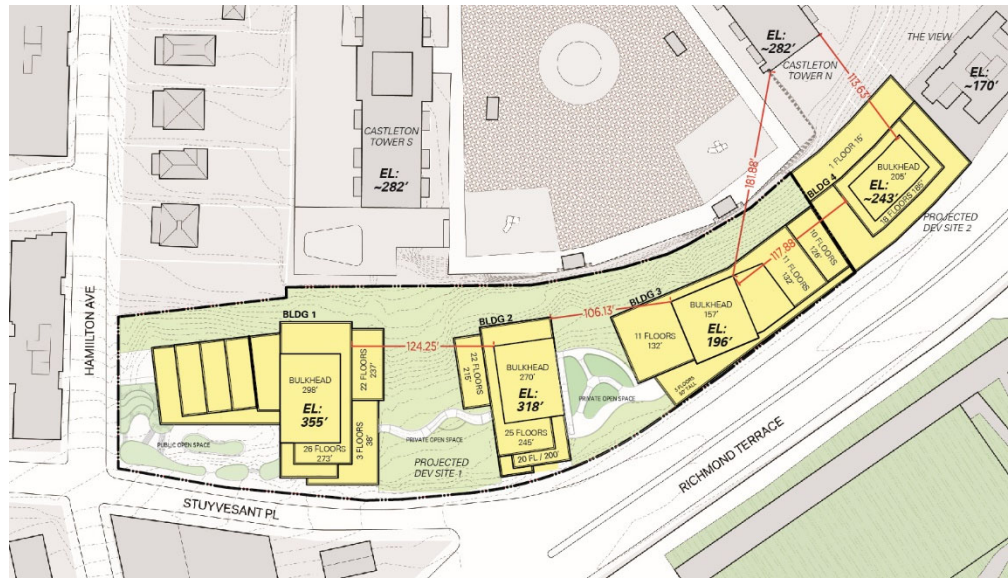 EL:
~282'
CASTLETON
TOWER N
THE VIEW
EL:
~170'
113.63'
CASTLETON
TOWER S
EL:
~282'
181.88'
1 FLOOR 15'
BLDG 4
BULKHEAD
205'
EL:
~243'
18 FLOORS 185'
PROJECTED
DEV SITE 2
117.88'
10 FLOORS
126'
11 FLOORS
132'
BLDG 3
BULKHEAD
157'
EL:
196'
11 FLOORS
132'
106.13'
HAMIILTON AVE
BLDG 1
124.25'
BULKHEAD
298'
EL:
355'
22 FLOORS
237'
26 FLOORS
273'
3 FLOORS
38'
PUBLIC OPEN SPACE
BLDG 2
22 FLOORS
215'
BULKHEAD
270'
EL:
318'
25 FLOORS
245'
20 FL / 200'
PRIVATE OPEN SPACE
PRIVATE OPEN SPACE
PROJECTED
DEV SITE-1
STUYVESANT PL
RICHMOND TERRACE